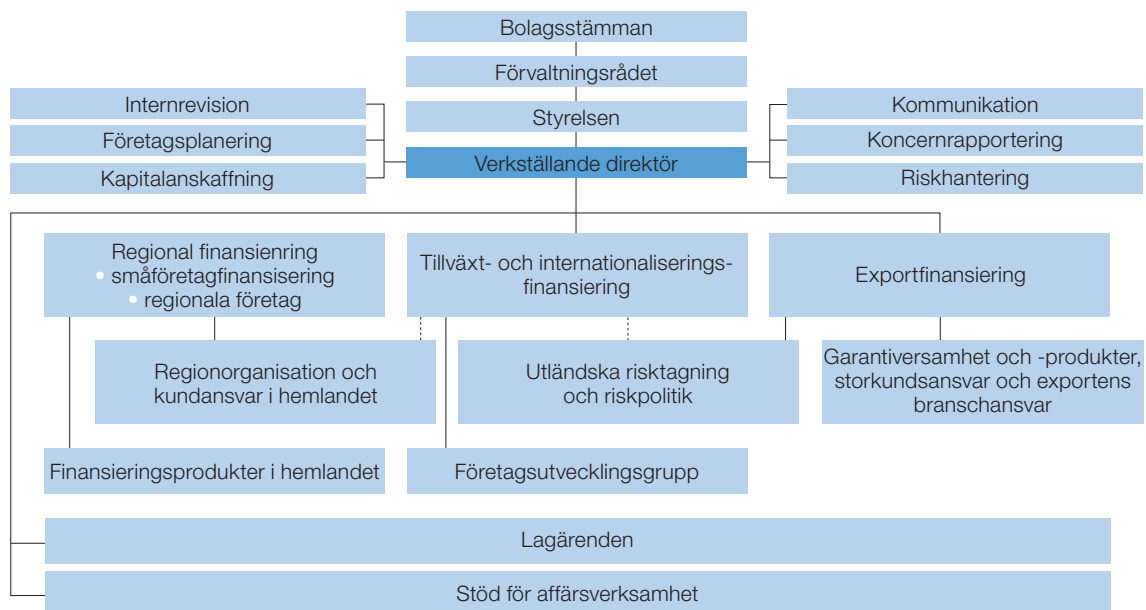 Bolagsstämman
Förvaltningsrådet
Styrelsen
Verkställande direktör
Internrevision
Företagsplanering
Kapitalanskaffning
Kommunikation
Koncernrapportering
Riskhantering
Regional finansienring
• småföretagfinansisering
• regionala företag
Tillväxt- och internationaliserings-
finansiering
Exportfinansiering
Regionorganisation och
kundansvar i hemlandet
Utländska risktagning
och riskpolitik
Garantiversamhet och -produkter,
storkundsansvar och exportens
branschansvar
Finansieringsprodukter i hemlandet
Företagsutvecklingsgrupp
Lagärenden
Stöd för affärsverksamhet